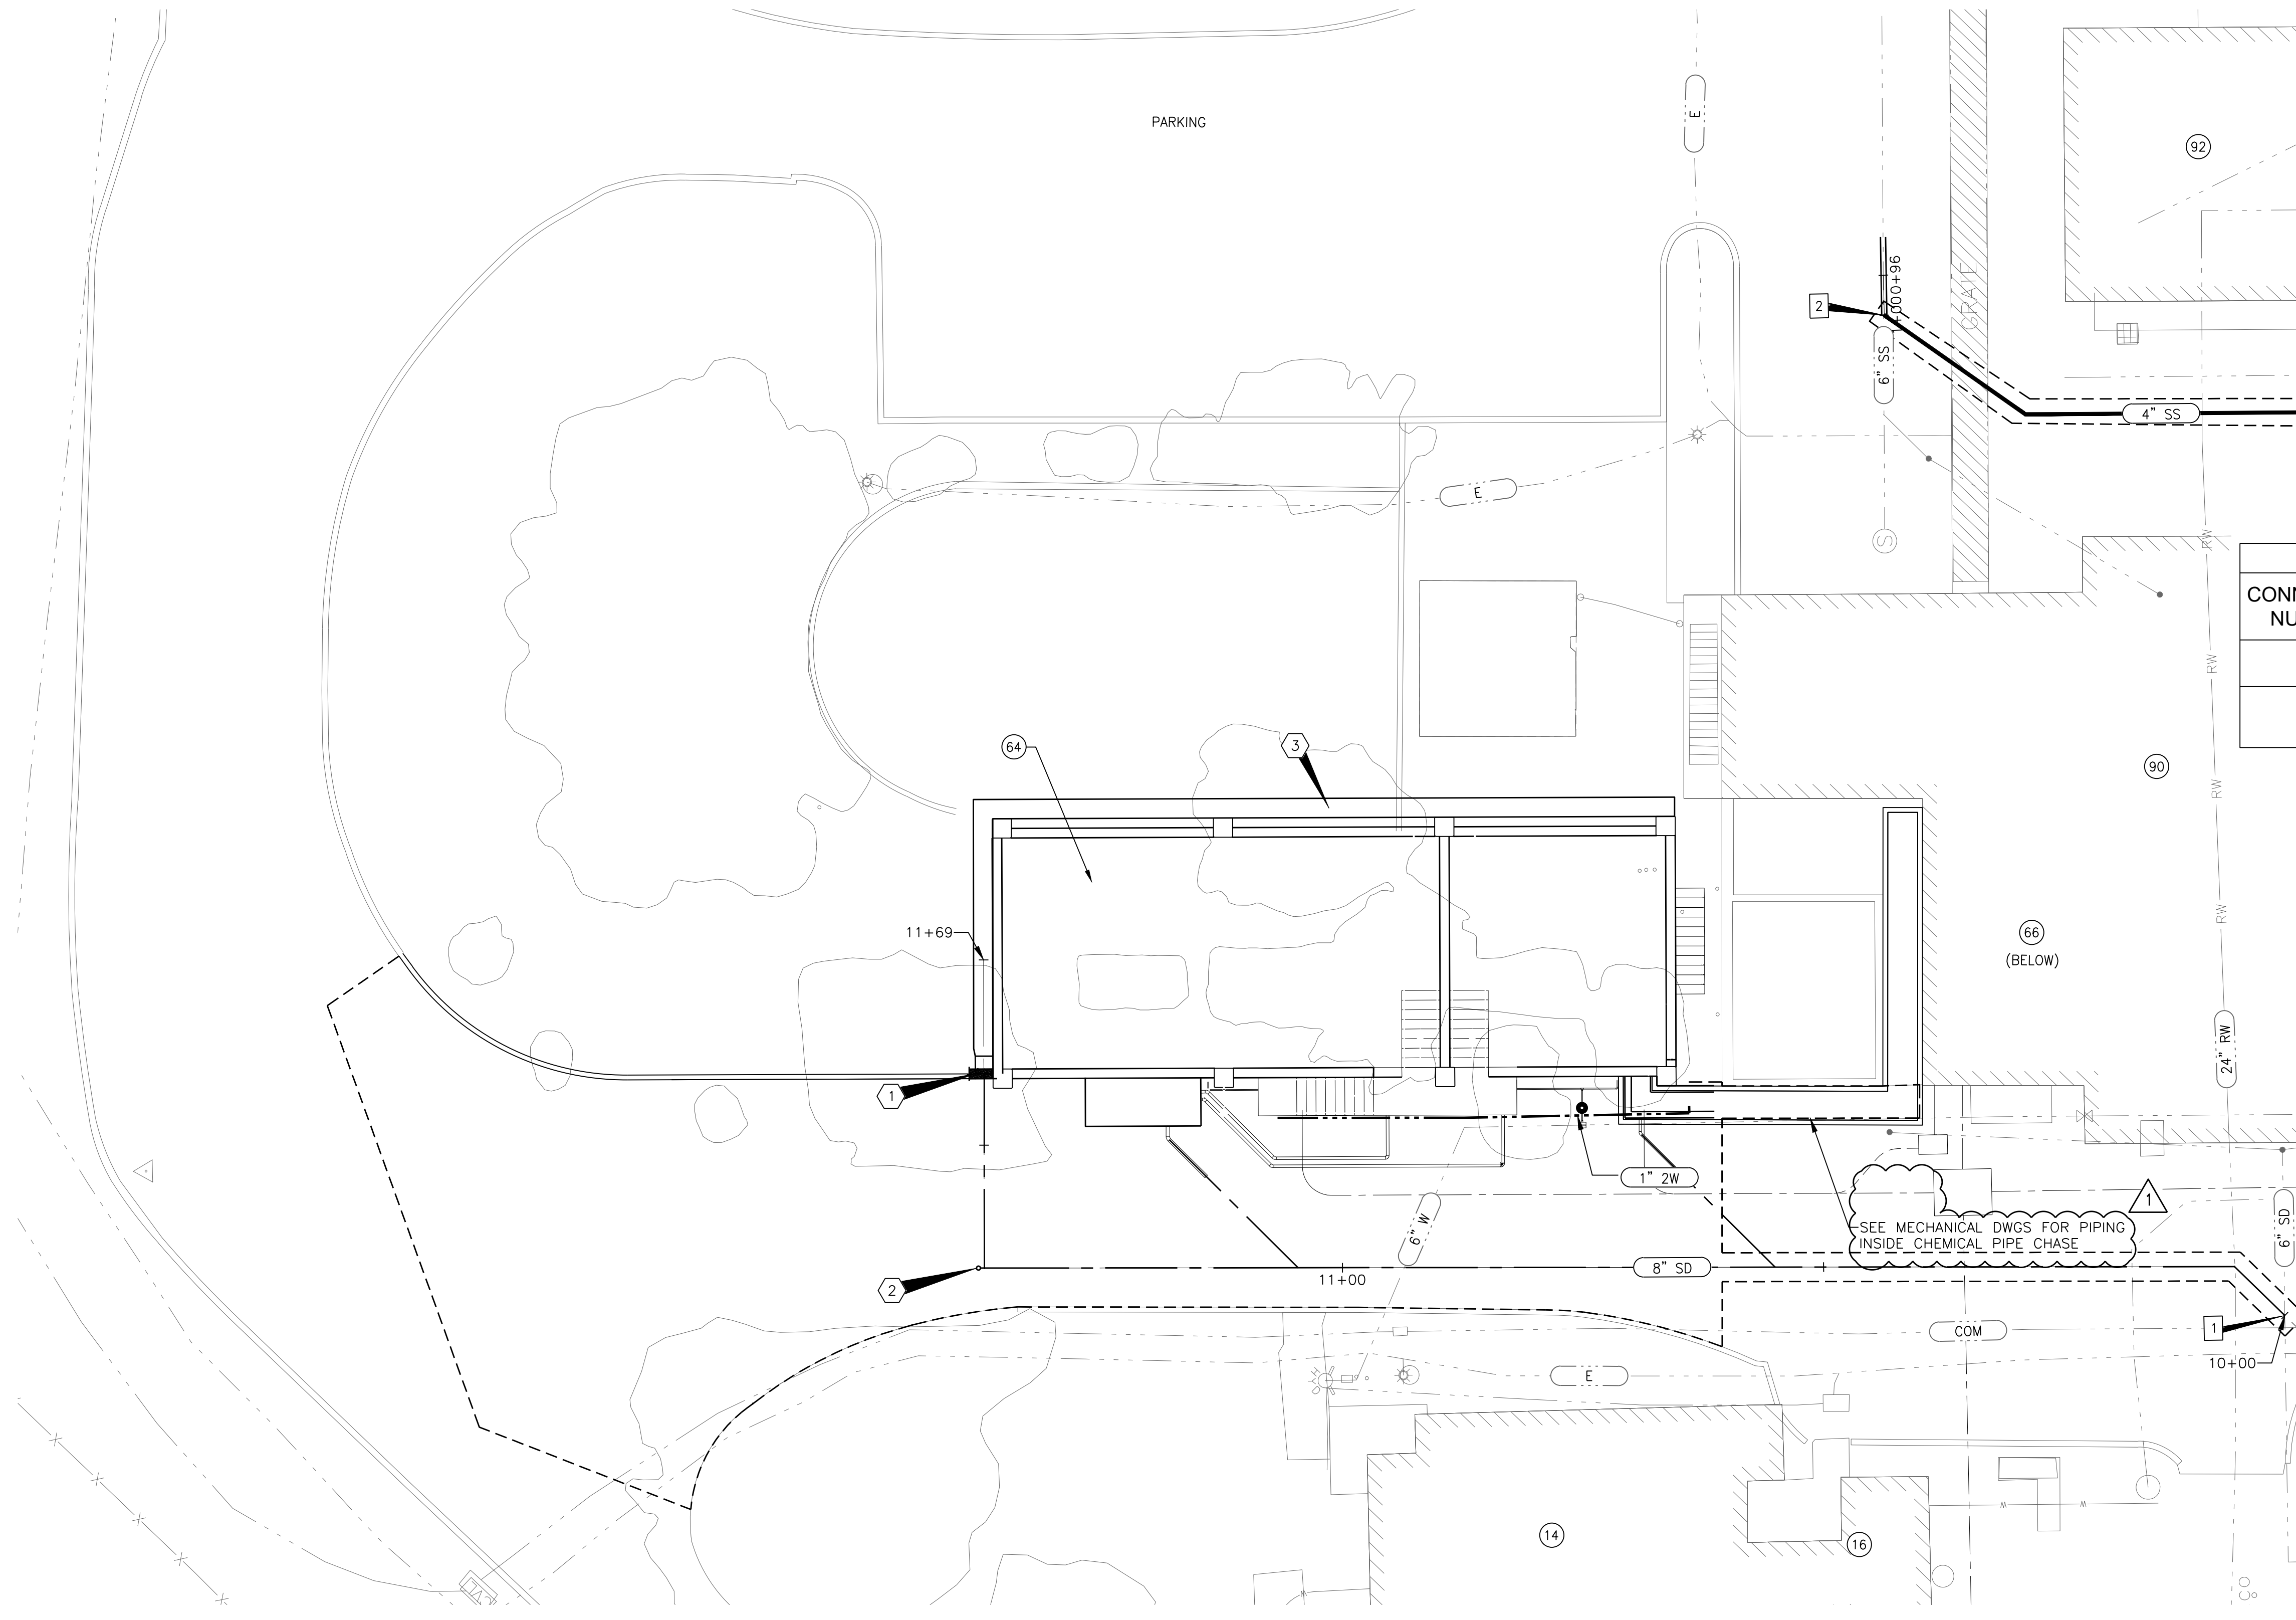 PARKING
E
92
2
+000+96
GRATE
6" SS
4" SS
E
S
RW
CONN
NU
RW
64
3
90
RW
11+69
66
(BELOW)
RW
24" RW
1
1" 2W
1
6" W
SEE MECHANICAL DWGS FOR PIPING
INSIDE CHEMICAL PIPE CHASE
6" SD
2
11+00
8" SD
COM
1
10+00
E
14
16
CO